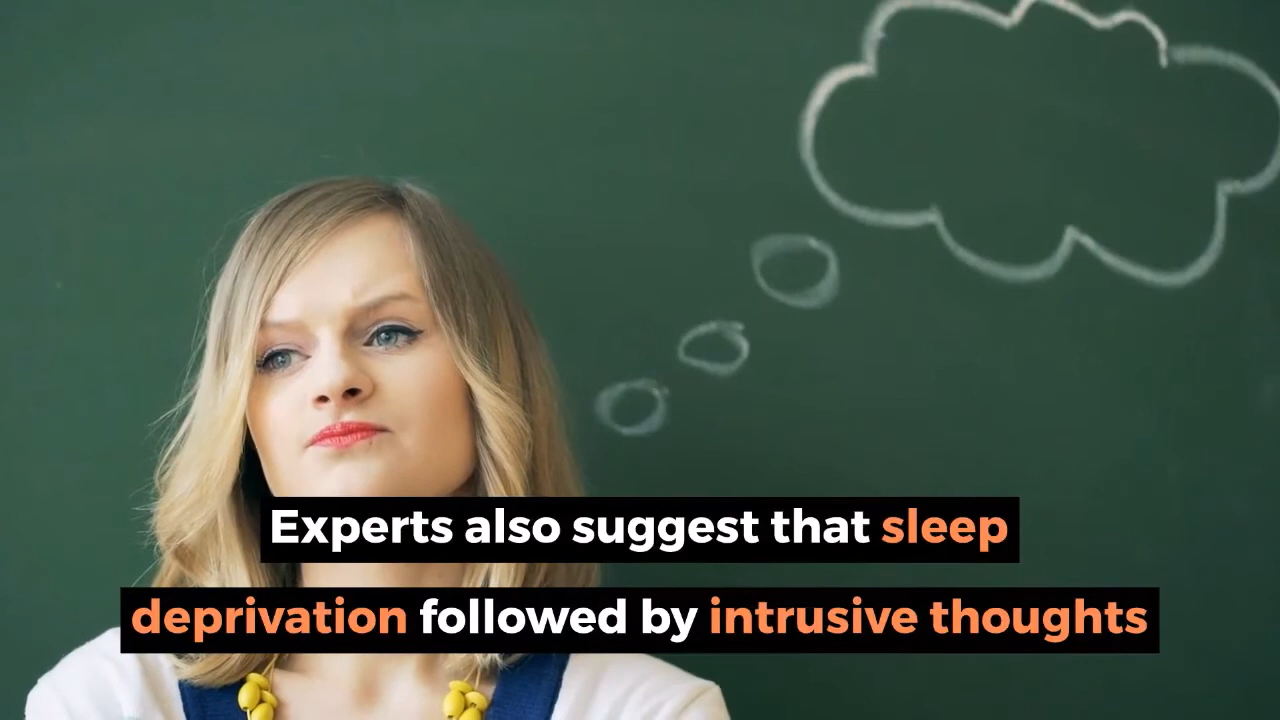 Experts also suggest that sleep
deprivation followed by intrusive thoughts